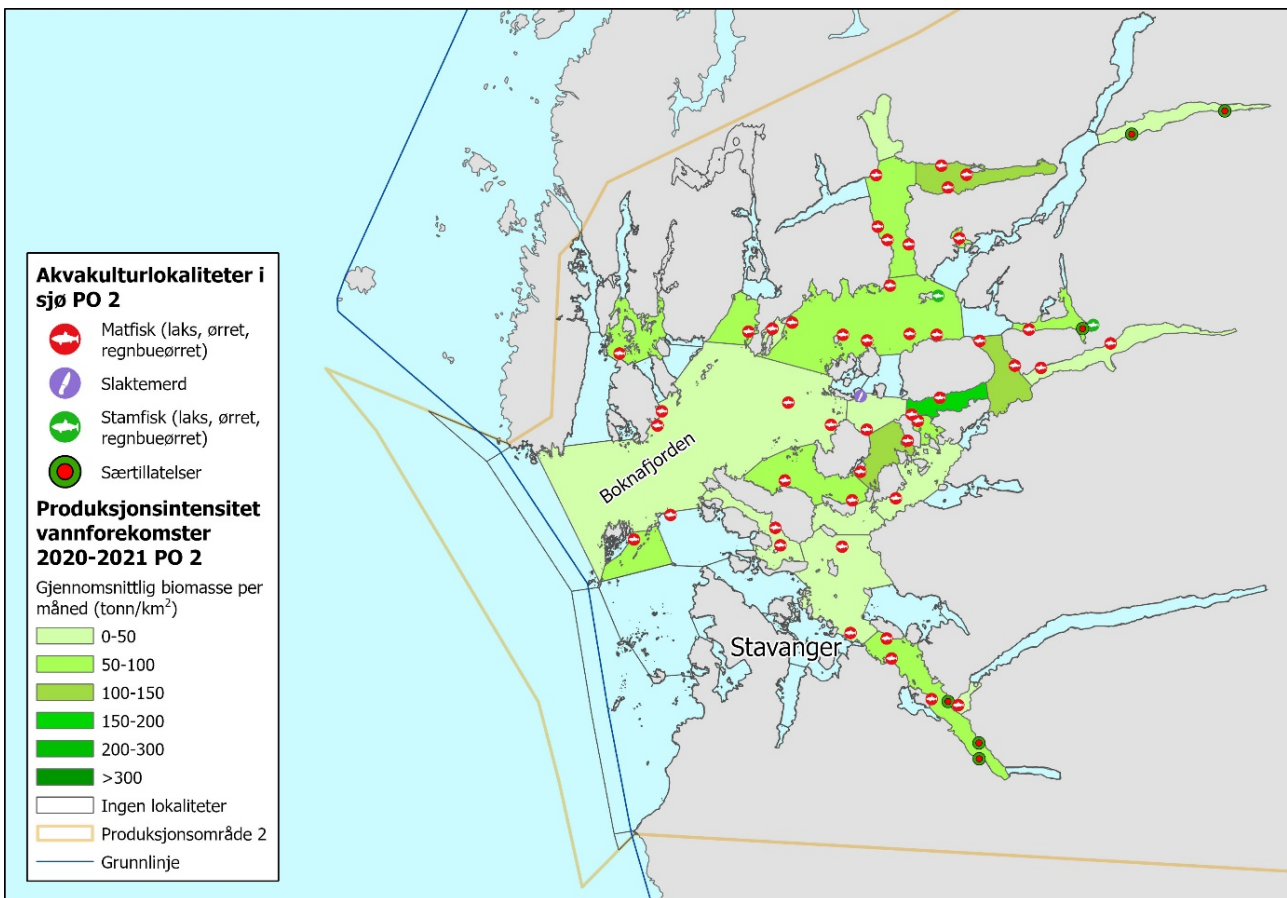 Akvakulturlokaliteter i
sjø PO 2
Matfisk (laks, ørret,
regnbueørret)
Slaktemerd
Stamfisk (laks, ørret,
regnbueørret)
Særtillatelser
Produksjonsintensitet
vannforekomster
2020-2021 PO 2
Gjennomsnittlig biomasse per
måned (tonn/km²)
0-50
50-100
100-150
150-200
200-300
>300
Ingen lokaliteter
Produksjonsområde 2
Grunnlinje
Boknafjorden
Stavanger